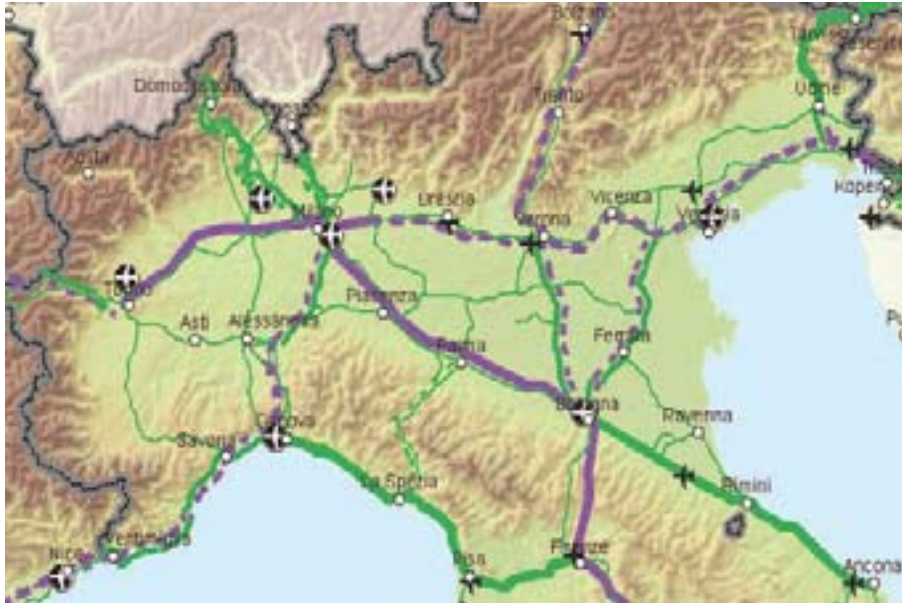 Bolzano
Domodossola
Trento
Udine
Aosta
Koper
Brescia
Vicenza
Milano
Verona
Venezia
Torino
Piacenza
Asti
Alessandria
Ferrara
Parma
Bologna
Ravenna
Genova
Savona
La Spezia
Rimini
Ventimiglia
Nice
Pisa
Firenze
Ancona